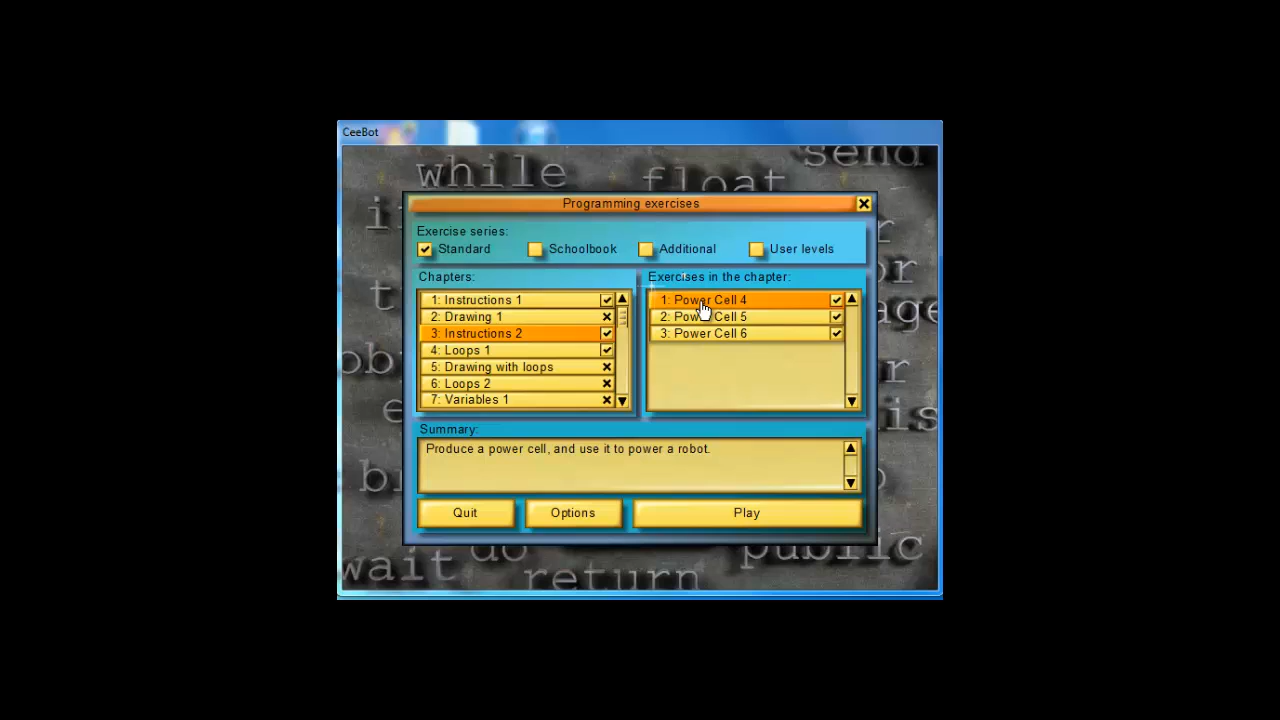 CeeBot
while
float
send
Programming exercises
Exercise series:
Standard
Schoolbook
Additional
User levels
Chapters:
Exercises in the chapter:
1: Instructions 1
2: Drawing 1
3: Instructions 2
4: Loops 1
5: Drawing with loops
6: Loops 2
7: Variables 1
1: Power Cell 4
2: Power Cell 5
3: Power Cell 6
Summary:
Produce a power cell, and use it to power a robot.
Quit
Options
Play
wait
do
return
public